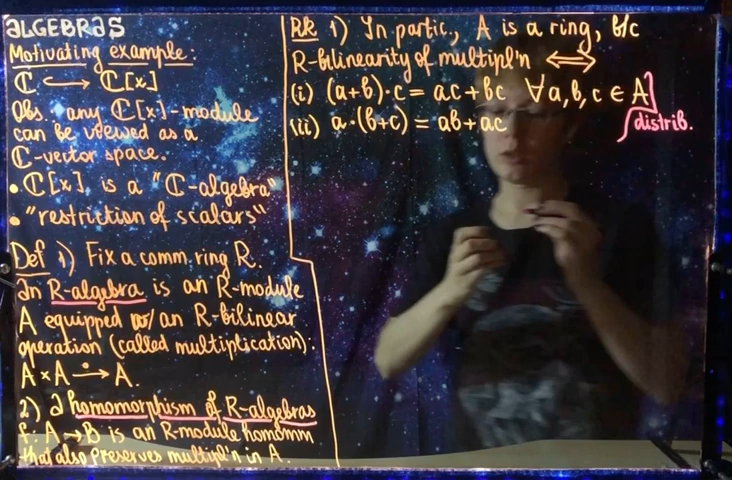 ALGEBRAS
Motivating example:
ℂ ↪ ℂ[x]
Obs. any ℂ[x]-module
can be viewed as a
ℂ-vector space.
• ℂ[x] is a "ℂ-algebra"
• "restriction of scalars"
Def 1) Fix a comm. ring R.
An R-algebra is an R-module
A equipped w/ an R-bilinear
operation (called multiplication):
A × A → A.
2) A homomorphism of R-algebras
f: A → B is an R-module homomm
that also preserves multipl'n in A.
Rk 1) In partic., A is a ring, b/c
R-bilinearity of multipl'n ⟺
(i) (a+b)·c = ac + bc ∀ a, b, c ∈ A
(ii) a·(b+c) = ab + ac
distrib.